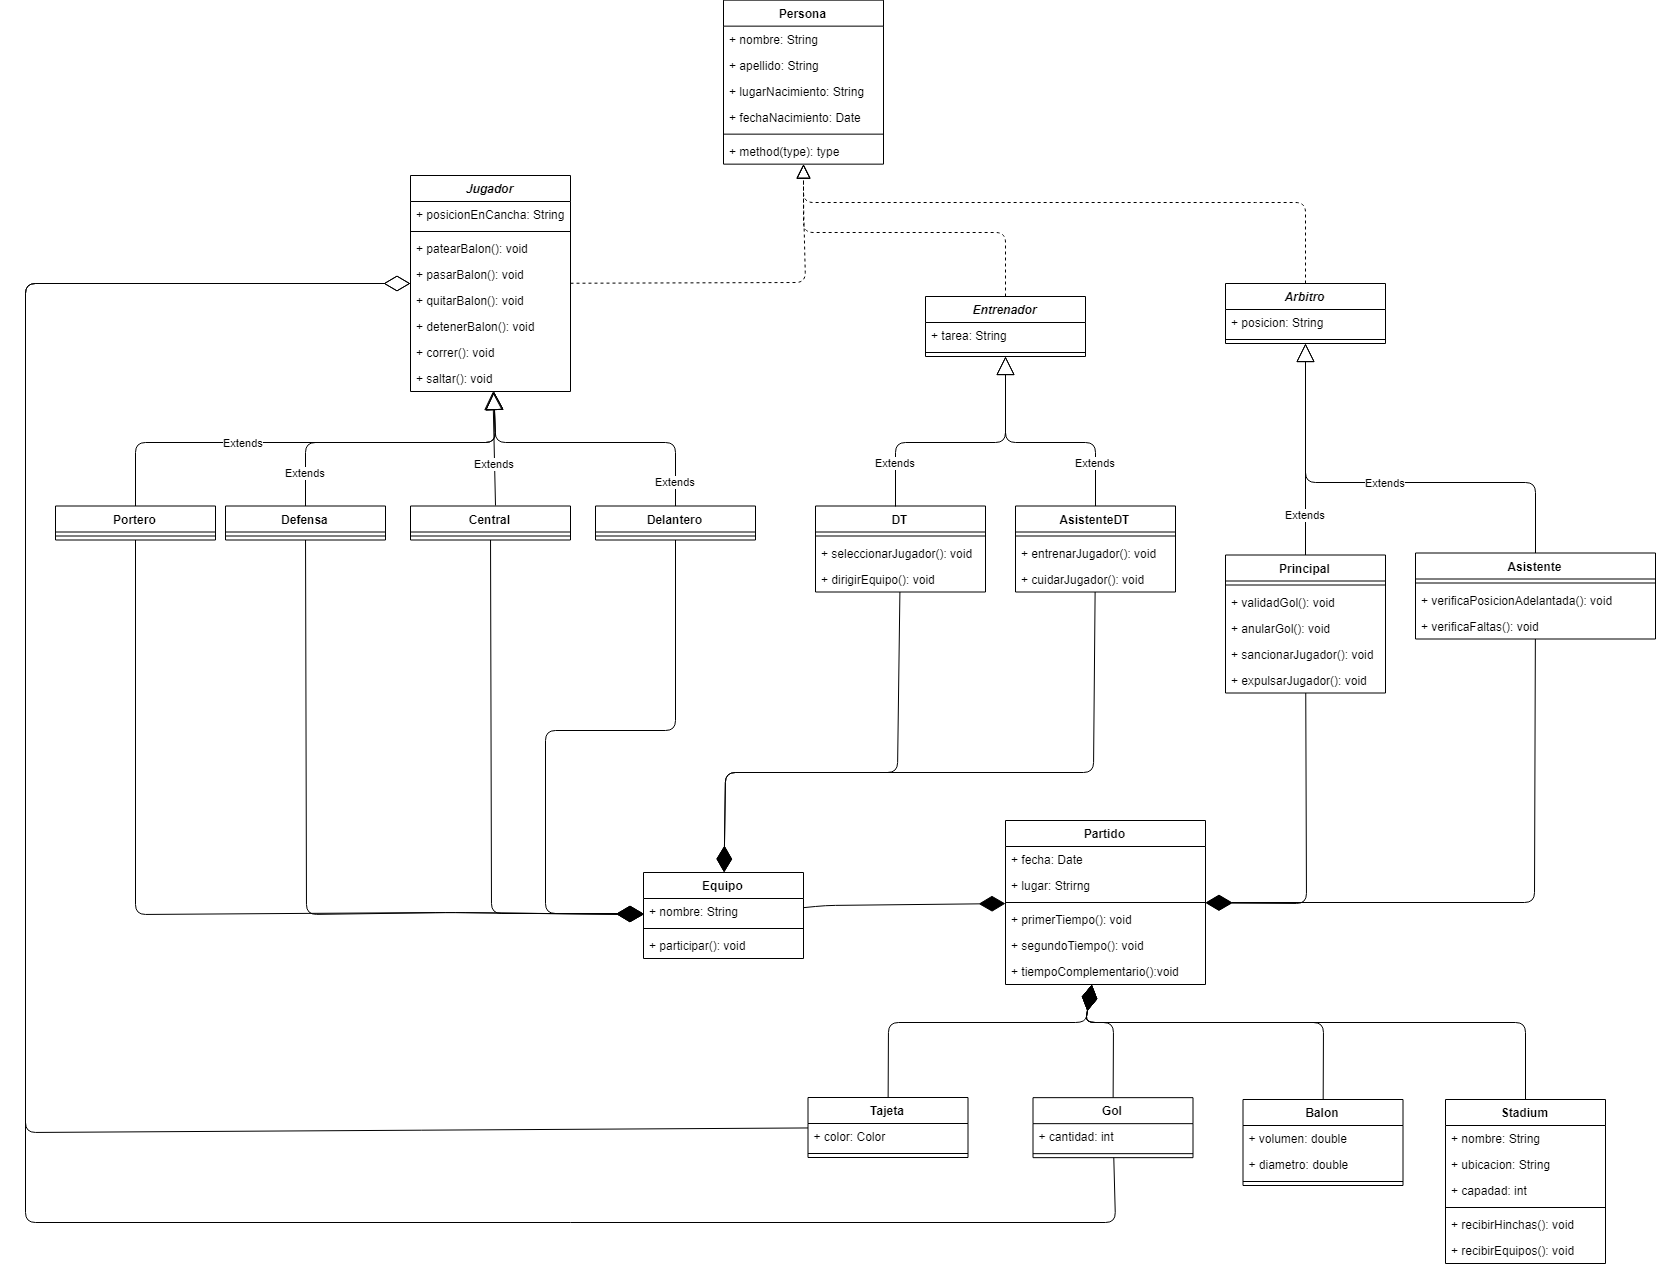 Persona
+ nombre: String
+ apellido: String
+ lugarNacimiento: String
+ fechaNacimiento: Date
+ method(type): type
Jugador
+ posicionEnCancha: String
+ patearBalon(): void
+ pasarBalon(): void
+ quitarBalon(): void
+ detenerBalon(): void
+ correr(): void
+ saltar(): void
Entrenador
+ tarea: String
Arbitro
+ posicion: String
Extends
Extends
Extends
Extends
Extends
Extends
Extends
Extends
Portero
Defensa
Central
Delantero
DT
+ seleccionarJugador(): void
+ dirigirEquipo(): void
AsistenteDT
+ entrenarJugador(): void
+ cuidarJugador(): void
Principal
+ validadGol(): void
+ anularGol(): void
+ sancionarJugador(): void
+ expulsarJugador(): void
Asistente
+ verificaPosicionAdelantada(): void
+ verificaFaltas(): void
Equipo
+ nombre: String
+ participar(): void
Partido
+ fecha: Date
+ lugar: Strirng
+ primerTiempo(): void
+ segundoTiempo(): void
+ tiempoComplementario():void
Tajeta
+ color: Color
Gol
+ cantidad: int
Balon
+ volumen: double
+ diametro: double
Stadium
+ nombre: String
+ ubicacion: String
+ capadad: int
+ recibirHinchas(): void
+ recibirEquipos(): void